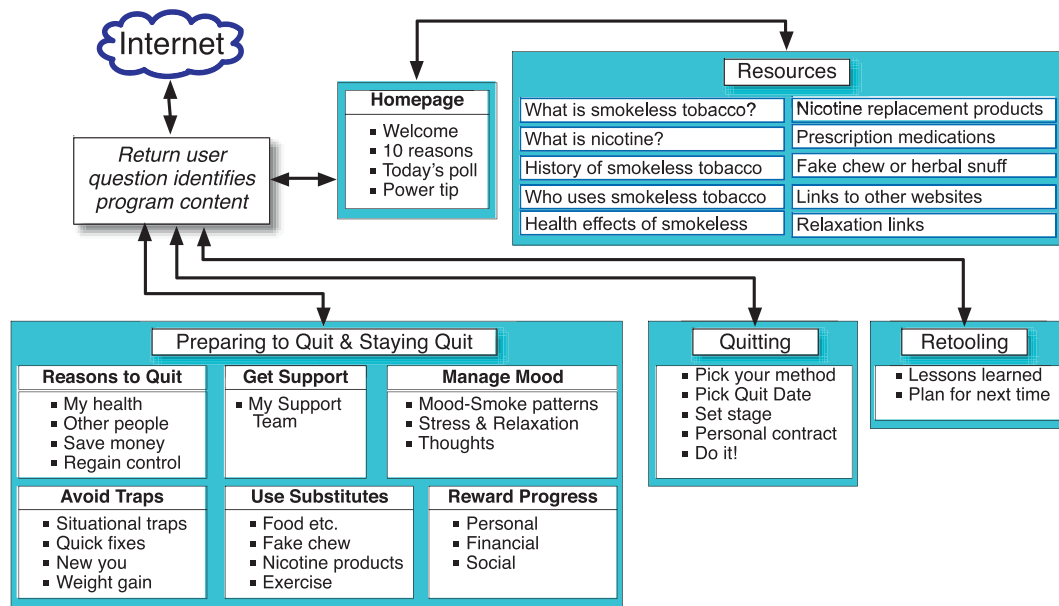 Internet
Return user
question identifies
program content
Homepage
▪ Welcome
▪ 10 reasons
▪ Today's poll
▪ Power tip
Resources
What is smokeless tobacco?
What is nicotine?
History of smokeless tobacco
Who uses smokeless tobacco
Health effects of smokeless
Nicotine replacement products
Prescription medications
Fake chew or herbal snuff
Links to other websites
Relaxation links
Preparing to Quit & Staying Quit
Reasons to Quit
▪ My health
▪ Other people
▪ Save money
▪ Regain control
Get Support
▪ My Support
Team
Manage Mood
▪ Mood-Smoke patterns
▪ Stress & Relaxation
▪ Thoughts
Avoid Traps
▪ Situational traps
▪ Quick fixes
▪ New you
▪ Weight gain
Use Substitutes
▪ Food etc.
▪ Fake chew
▪ Nicotine products
▪ Exercise
Reward Progress
▪ Personal
▪ Financial
▪ Social
Quitting
▪ Pick your method
▪ Pick Quit Date
▪ Set stage
▪ Personal contract
▪ Do it!
Retooling
▪ Lessons learned
▪ Plan for next time